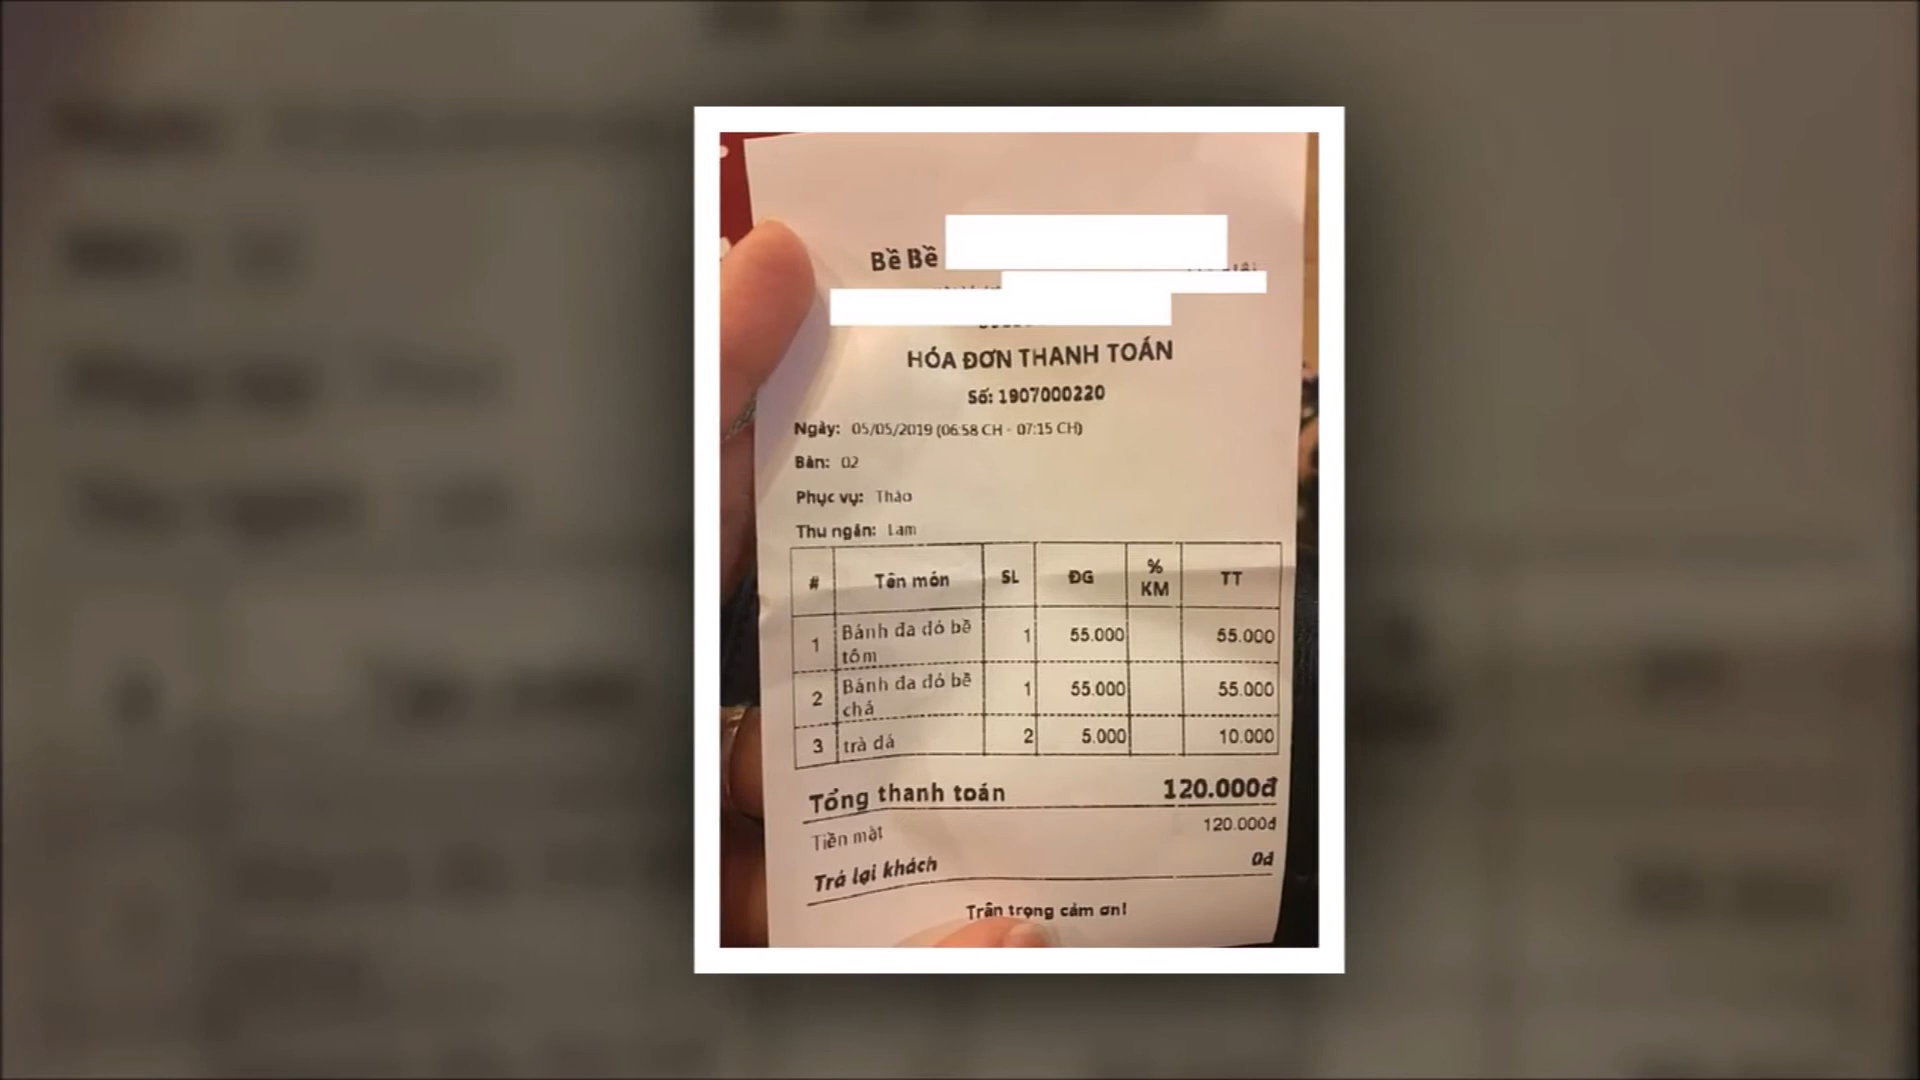 Bề Bề
HÓA ĐƠN THANH TOÁN
Số: 1907000220
Ngày: 05/05/2019 (06:58 CH - 07:15 CH)
Bàn: 02
Phục vụ: Thảo
Thu ngân: Lam
# Tên món SL ĐG % KM TT
1 Bánh đa đỏ bề tôm 1 55.000 55.000
2 Bánh đa đỏ bề chả 1 55.000 55.000
3 trà đá 2 5.000 10.000
Tổng thanh toán 120.000đ
Tiền mặt 120.000đ
Trả lại khách 0đ
Trân trọng cảm ơn!